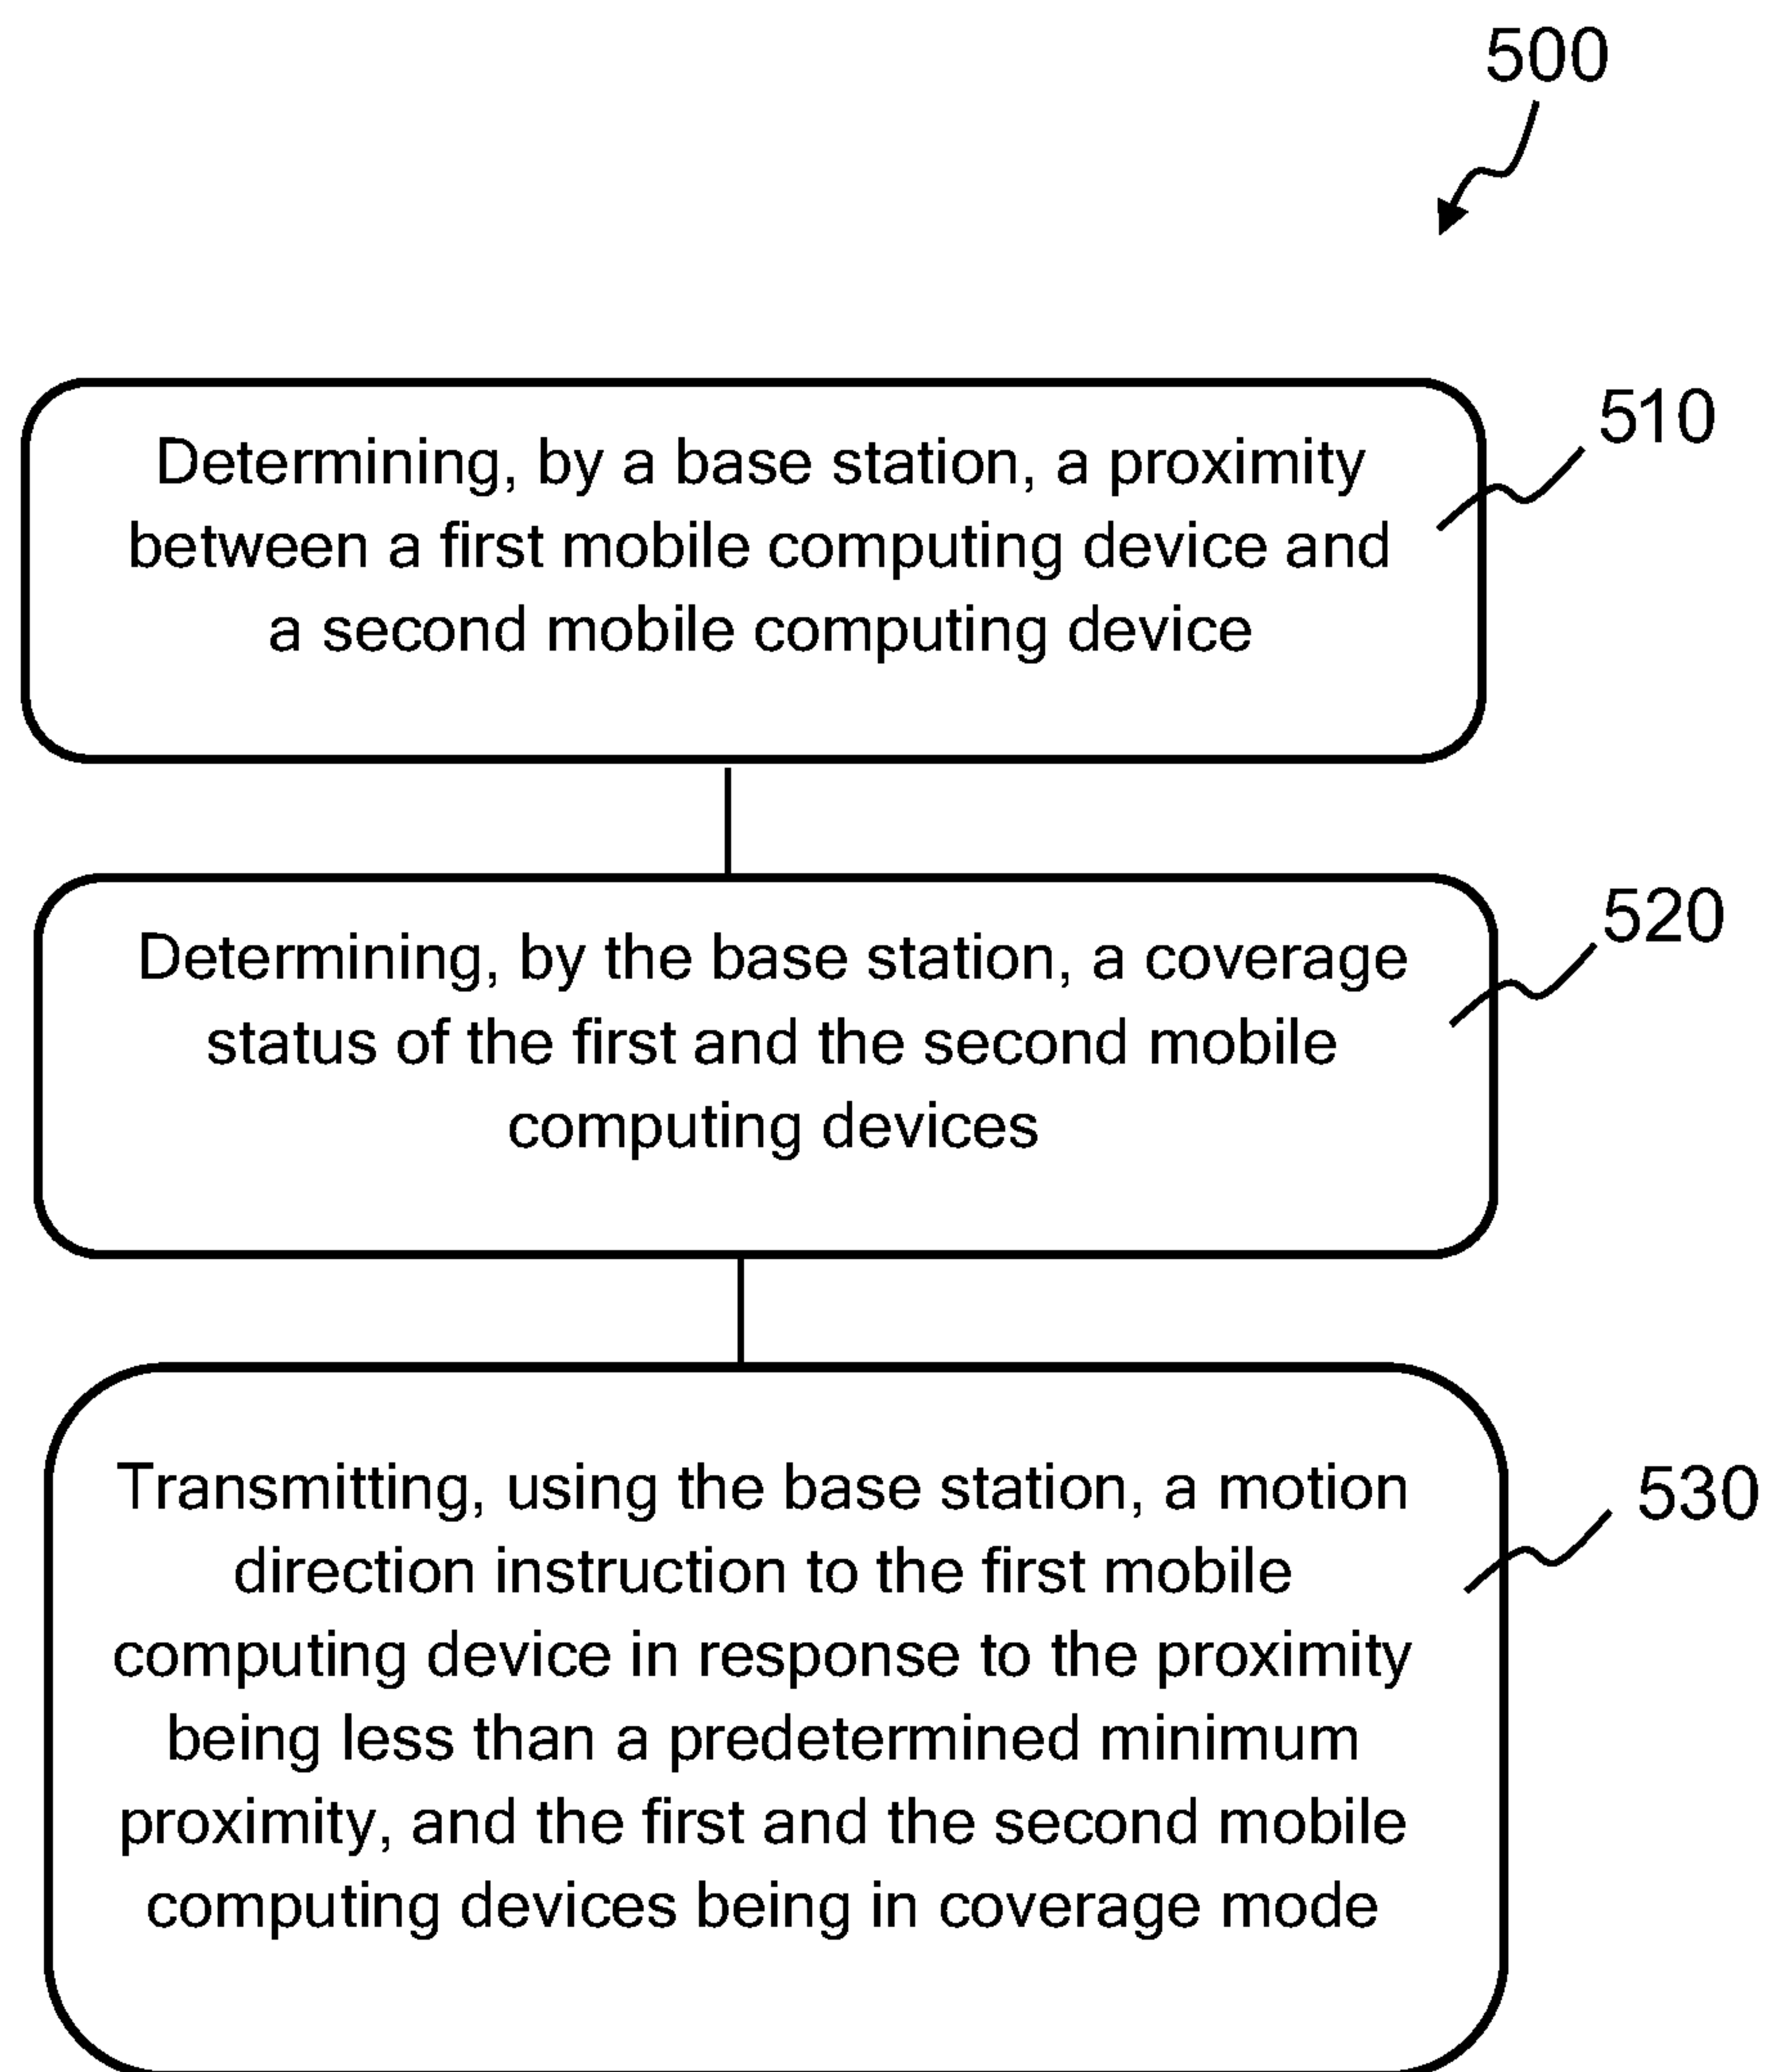 500
510
Determining, by a base station, a proximity
between a first mobile computing device and
a second mobile computing device
520
Determining, by the base station, a coverage
status of the first and the second mobile
computing devices
530
Transmitting, using the base station, a motion
direction instruction to the first mobile
computing device in response to the proximity
being less than a predetermined minimum
proximity, and the first and the second mobile
computing devices being in coverage mode